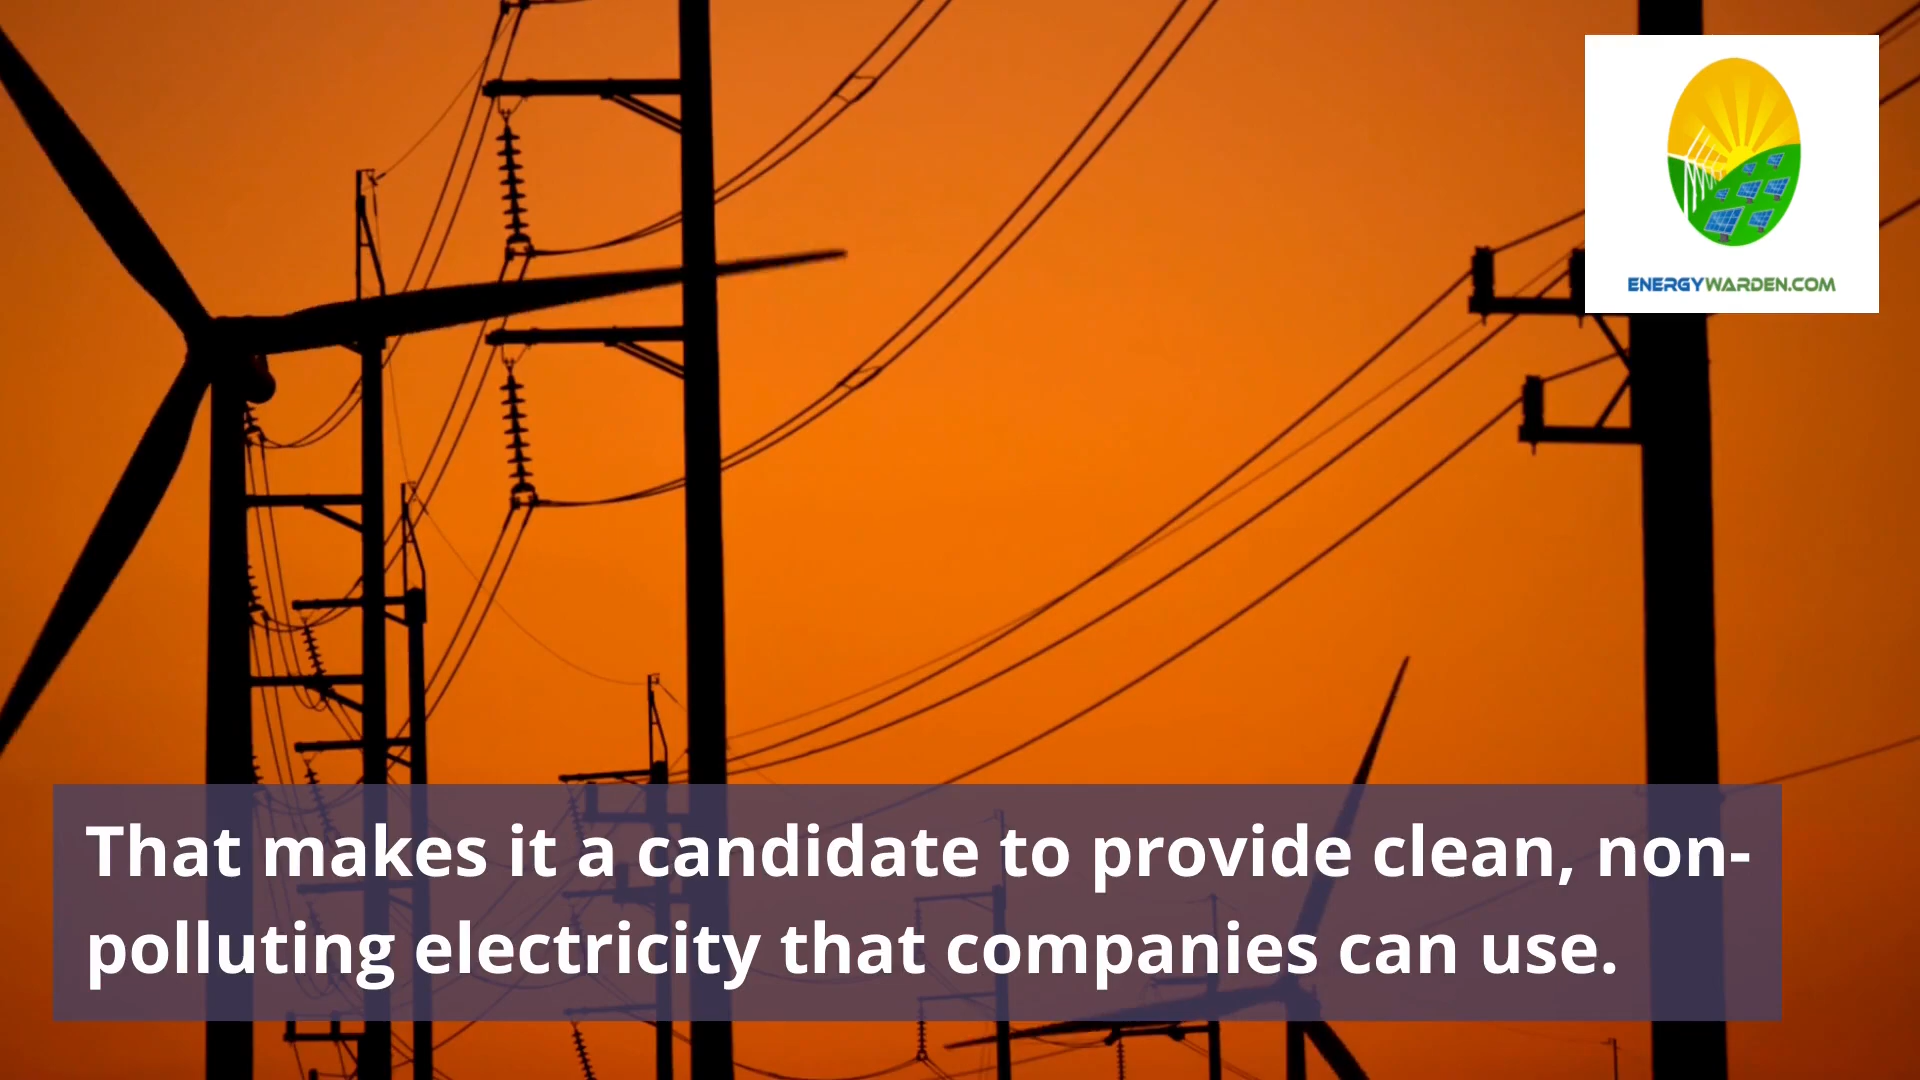 ENERGYWARDEN.COM
That makes it a candidate to provide clean, non-
polluting electricity that companies can use.